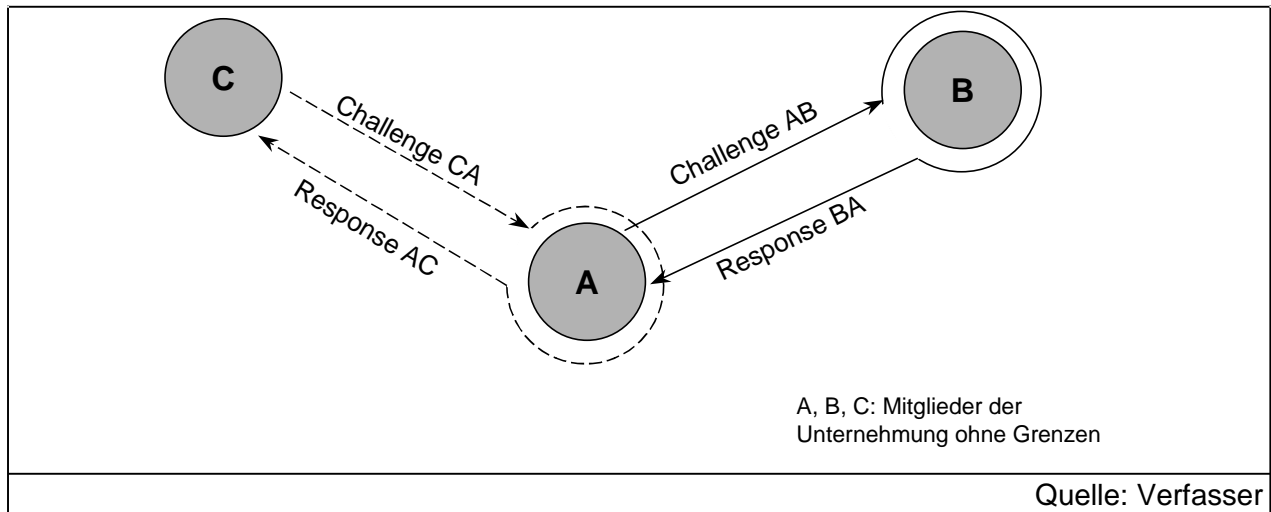 C
B
Challenge CA
Challenge AB
Response AC
Response BA
A
A, B, C: Mitglieder der
Unternehmung ohne Grenzen
Quelle: Verfasser